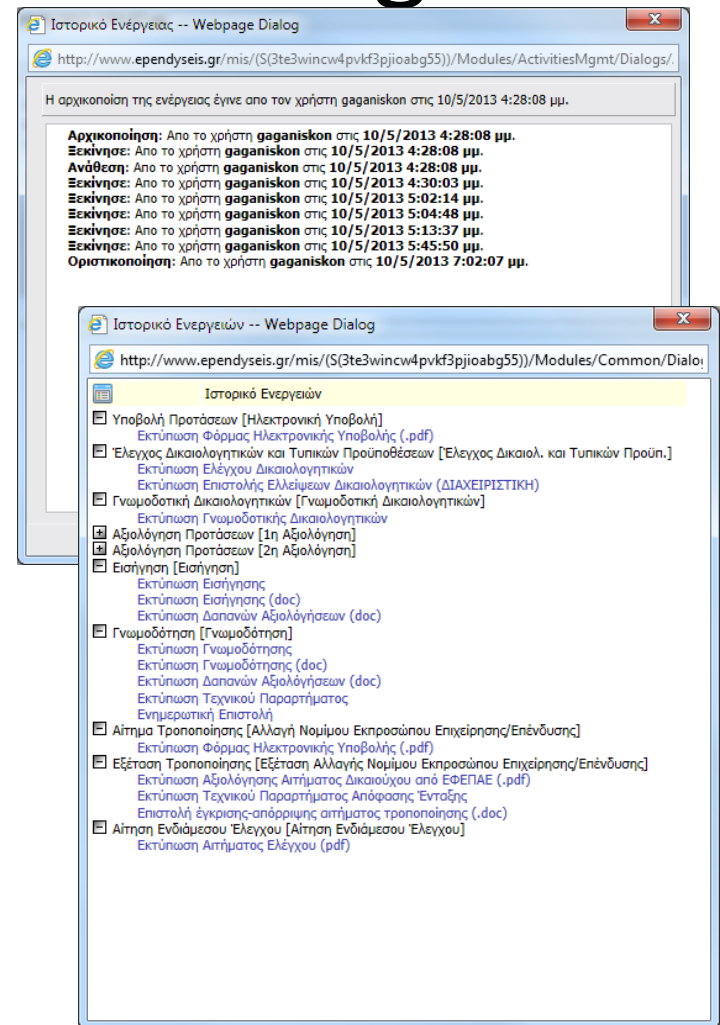 Ιστορικό Ενέργειας -- Webpage Dialog
http://www.ependyseis.gr/mis/(S(3te3wincw4pvkf3pjioabg55))/Modules/ActivitiesMgmt/Dialogs/.
Η αρχικοποίση της ενέργειας έγινε απο τον χρήστη gaganiskon στις 10/5/2013 4:28:08 μμ.
Αρχικοποίηση: Απο το χρήστη gaganiskon στις 10/5/2013 4:28:08 μμ.
Ξεκίνησε: Απο το χρήστη gaganiskon στις 10/5/2013 4:28:08 μμ.
Ανάθεση: Απο το χρήστη gaganiskon στις 10/5/2013 4:28:08 μμ.
Ξεκίνησε: Απο το χρήστη gaganiskon στις 10/5/2013 4:30:03 μμ.
Ξεκίνησε: Απο το χρήστη gaganiskon στις 10/5/2013 5:02:14 μμ.
Ξεκίνησε: Απο το χρήστη gaganiskon στις 10/5/2013 5:04:48 μμ.
Ξεκίνησε: Απο το χρήστη gaganiskon στις 10/5/2013 5:13:37 μμ.
Ξεκίνησε: Απο το χρήστη gaganiskon στις 10/5/2013 5:45:50 μμ.
Οριστικοποίηση: Απο το χρήστη gaganiskon στις 10/5/2013 7:02:07 μμ.
Ιστορικό Ενεργειών -- Webpage Dialog
http://www.ependyseis.gr/mis/(S(3te3wincw4pvkf3pjioabg55))/Modules/Common/Dialog
Ιστορικό Ενεργειών
Υποβολή Προτάσεων [Ηλεκτρονική Υποβολή]
Εκτύπωση Φόρμας Ηλεκτρονικής Υποβολής (.pdf)
Έλεγχος Δικαιολογητικών και Τυπικών Προϋποθέσεων [Έλεγχος Δικαιολ. και Τυπικών Προϋπ.]
Εκτύπωση Ελέγχου Δικαιολογητικών
Εκτύπωση Επιστολής Ελλείψεων Δικαιολογητικών (ΔΙΑΧΕΙΡΙΣΤΙΚΗ)
Γνωμοδοτική Δικαιολογητικών [Γνωμοδοτική Δικαιολογητικών]
Εκτύπωση Γνωμοδοτικής Δικαιολογητικών
Αξιολόγηση Προτάσεων [1η Αξιολόγηση]
Αξιολόγηση Προτάσεων [2η Αξιολόγηση]
Εισήγηση [Εισήγηση]
Εκτύπωση Εισήγησης
Εκτύπωση Εισήγησης (doc)
Εκτύπωση Δαπανών Αξιολόγήσεων (doc)
Γνωμοδότηση [Γνωμοδότηση]
Εκτύπωση Γνωμοδότησης
Εκτύπωση Γνωμοδότησης (doc)
Εκτύπωση Δαπανών Αξιολόγήσεων (doc)
Εκτύπωση Τεχνικού Παραρτήματος
Ενημερωτική Επιστολή
Αίτημα Τροποποίησης [Αλλαγή Νομίμου Εκπροσώπου Επιχείρησης/Επένδυσης]
Εκτύπωση Φόρμας Ηλεκτρονικής Υποβολής (.pdf)
Εξέταση Τροποποίησης [Εξέταση Αλλαγής Νομίμου Εκπροσώπου Επιχείρησης/Επένδυσης]
Εκτύπωση Αξιολόγησης Αιτήματος Δικαιούχου από ΕΦΕΠΑΕ (.pdf)
Εκτύπωση Τεχνικού Παραρτήματος Απόφασης Ένταξης
Επιστολή έγκρισης-απόρριψης αιτήματος τροποποίησης (.doc)
Αίτηση Ενδιάμεσου Έλεγχου [Αίτηση Ενδιάμεσου Έλεγχου]
Εκτύπωση Αιτήματος Ελέγχου (pdf)